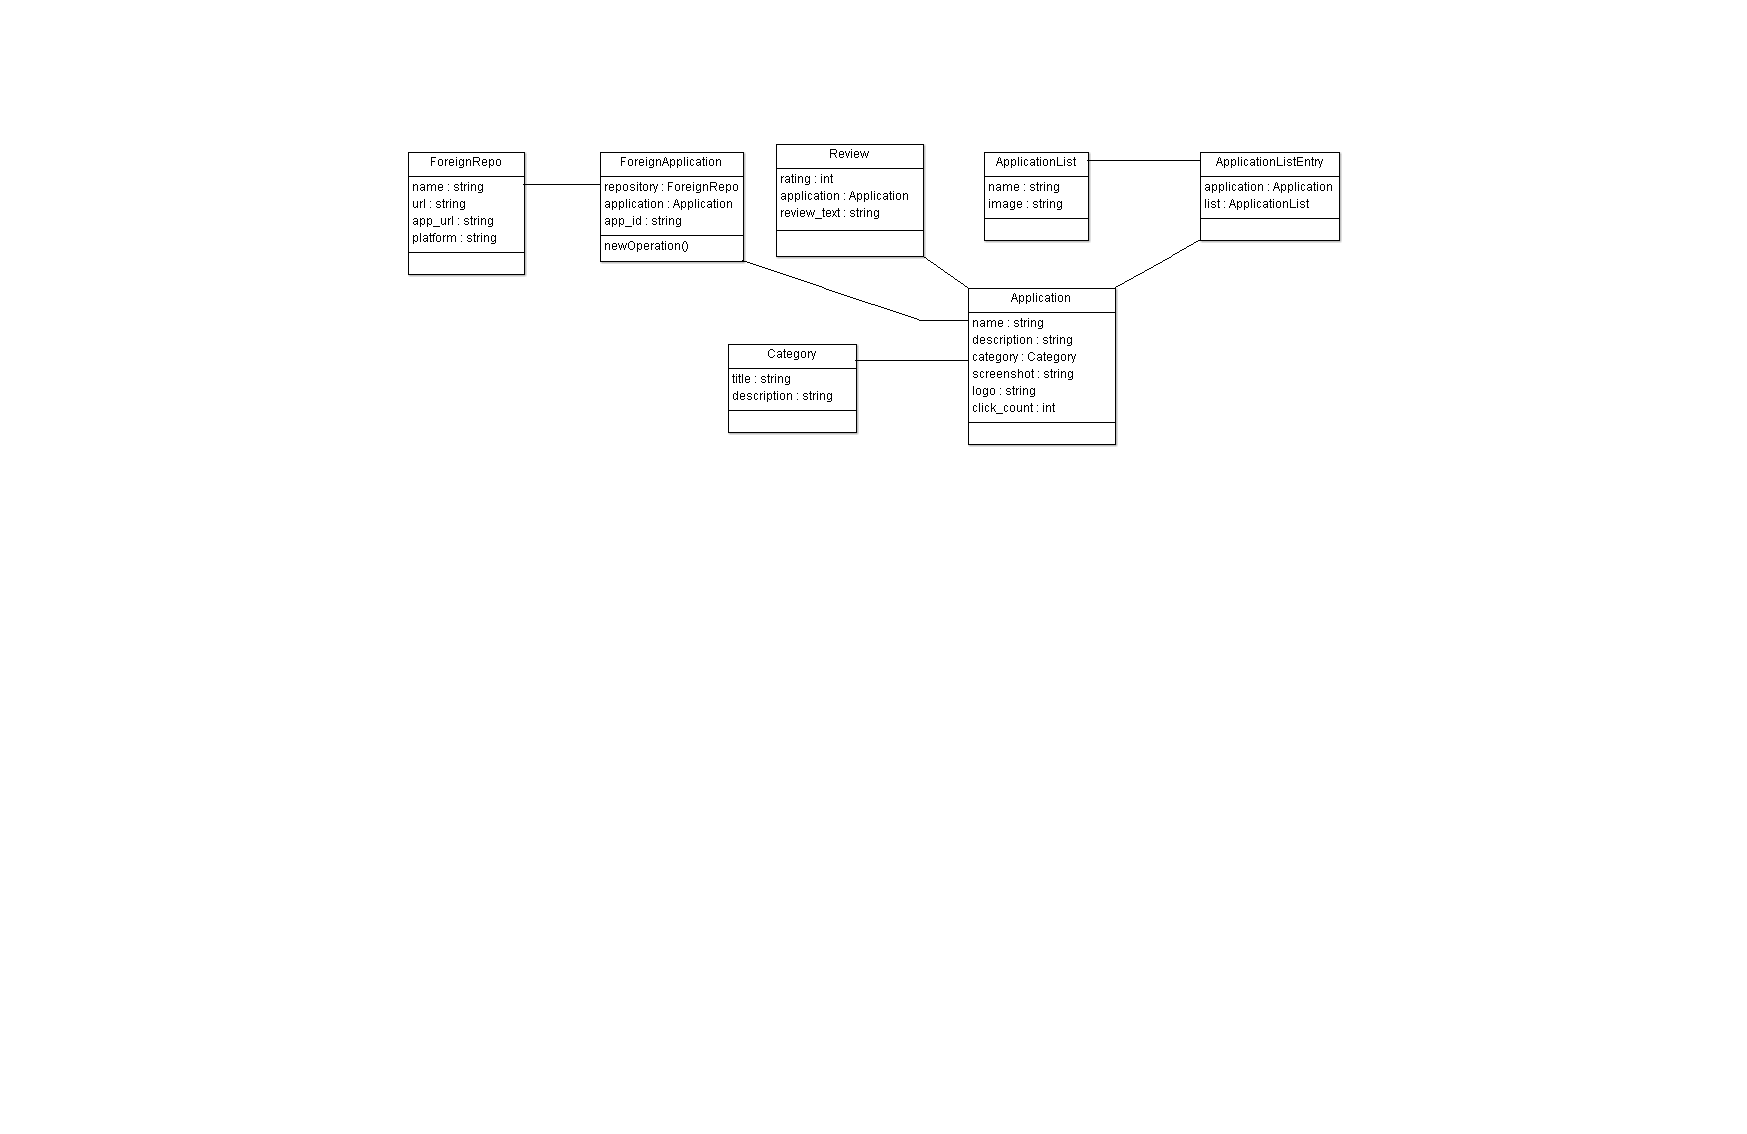 ForeignRepo
name : string
url : string
app_url : string
platform : string
ForeignApplication
repository : ForeignRepo
application : Application
app_id : string
newOperation()
Review
rating : int
application : Application
review_text : string
ApplicationList
name : string
image : string
ApplicationListEntry
application : Application
list : ApplicationList
Category
title : string
description : string
Application
name : string
description : string
category : Category
screenshot : string
logo : string
click_count : int